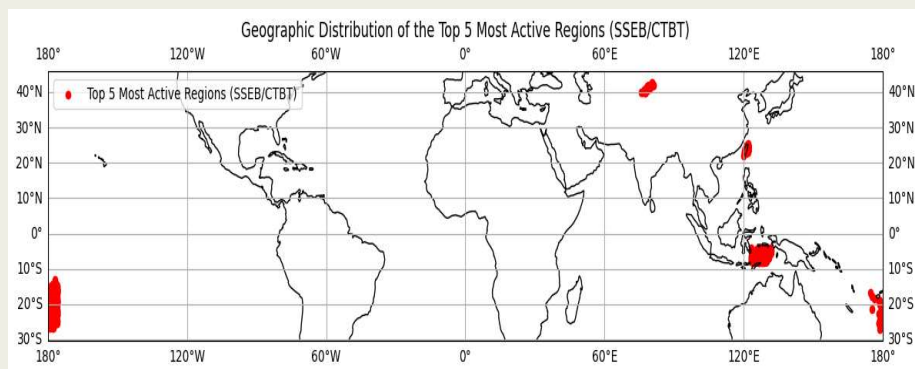 Geographic Distribution of the Top 5 Most Active Regions (SSEB/CTBT)
180° 120°W 60°W 0° 60°E 120°E 180°
Top 5 Most Active Regions (SSEB/CTBT)
40°N 40°N
30°N 30°N
20°N 20°N
10°N 10°N
0° 0°
10°S 10°S
20°S 20°S
30°S 30°S
180° 120°W 60°W 0° 60°E 120°E 180°